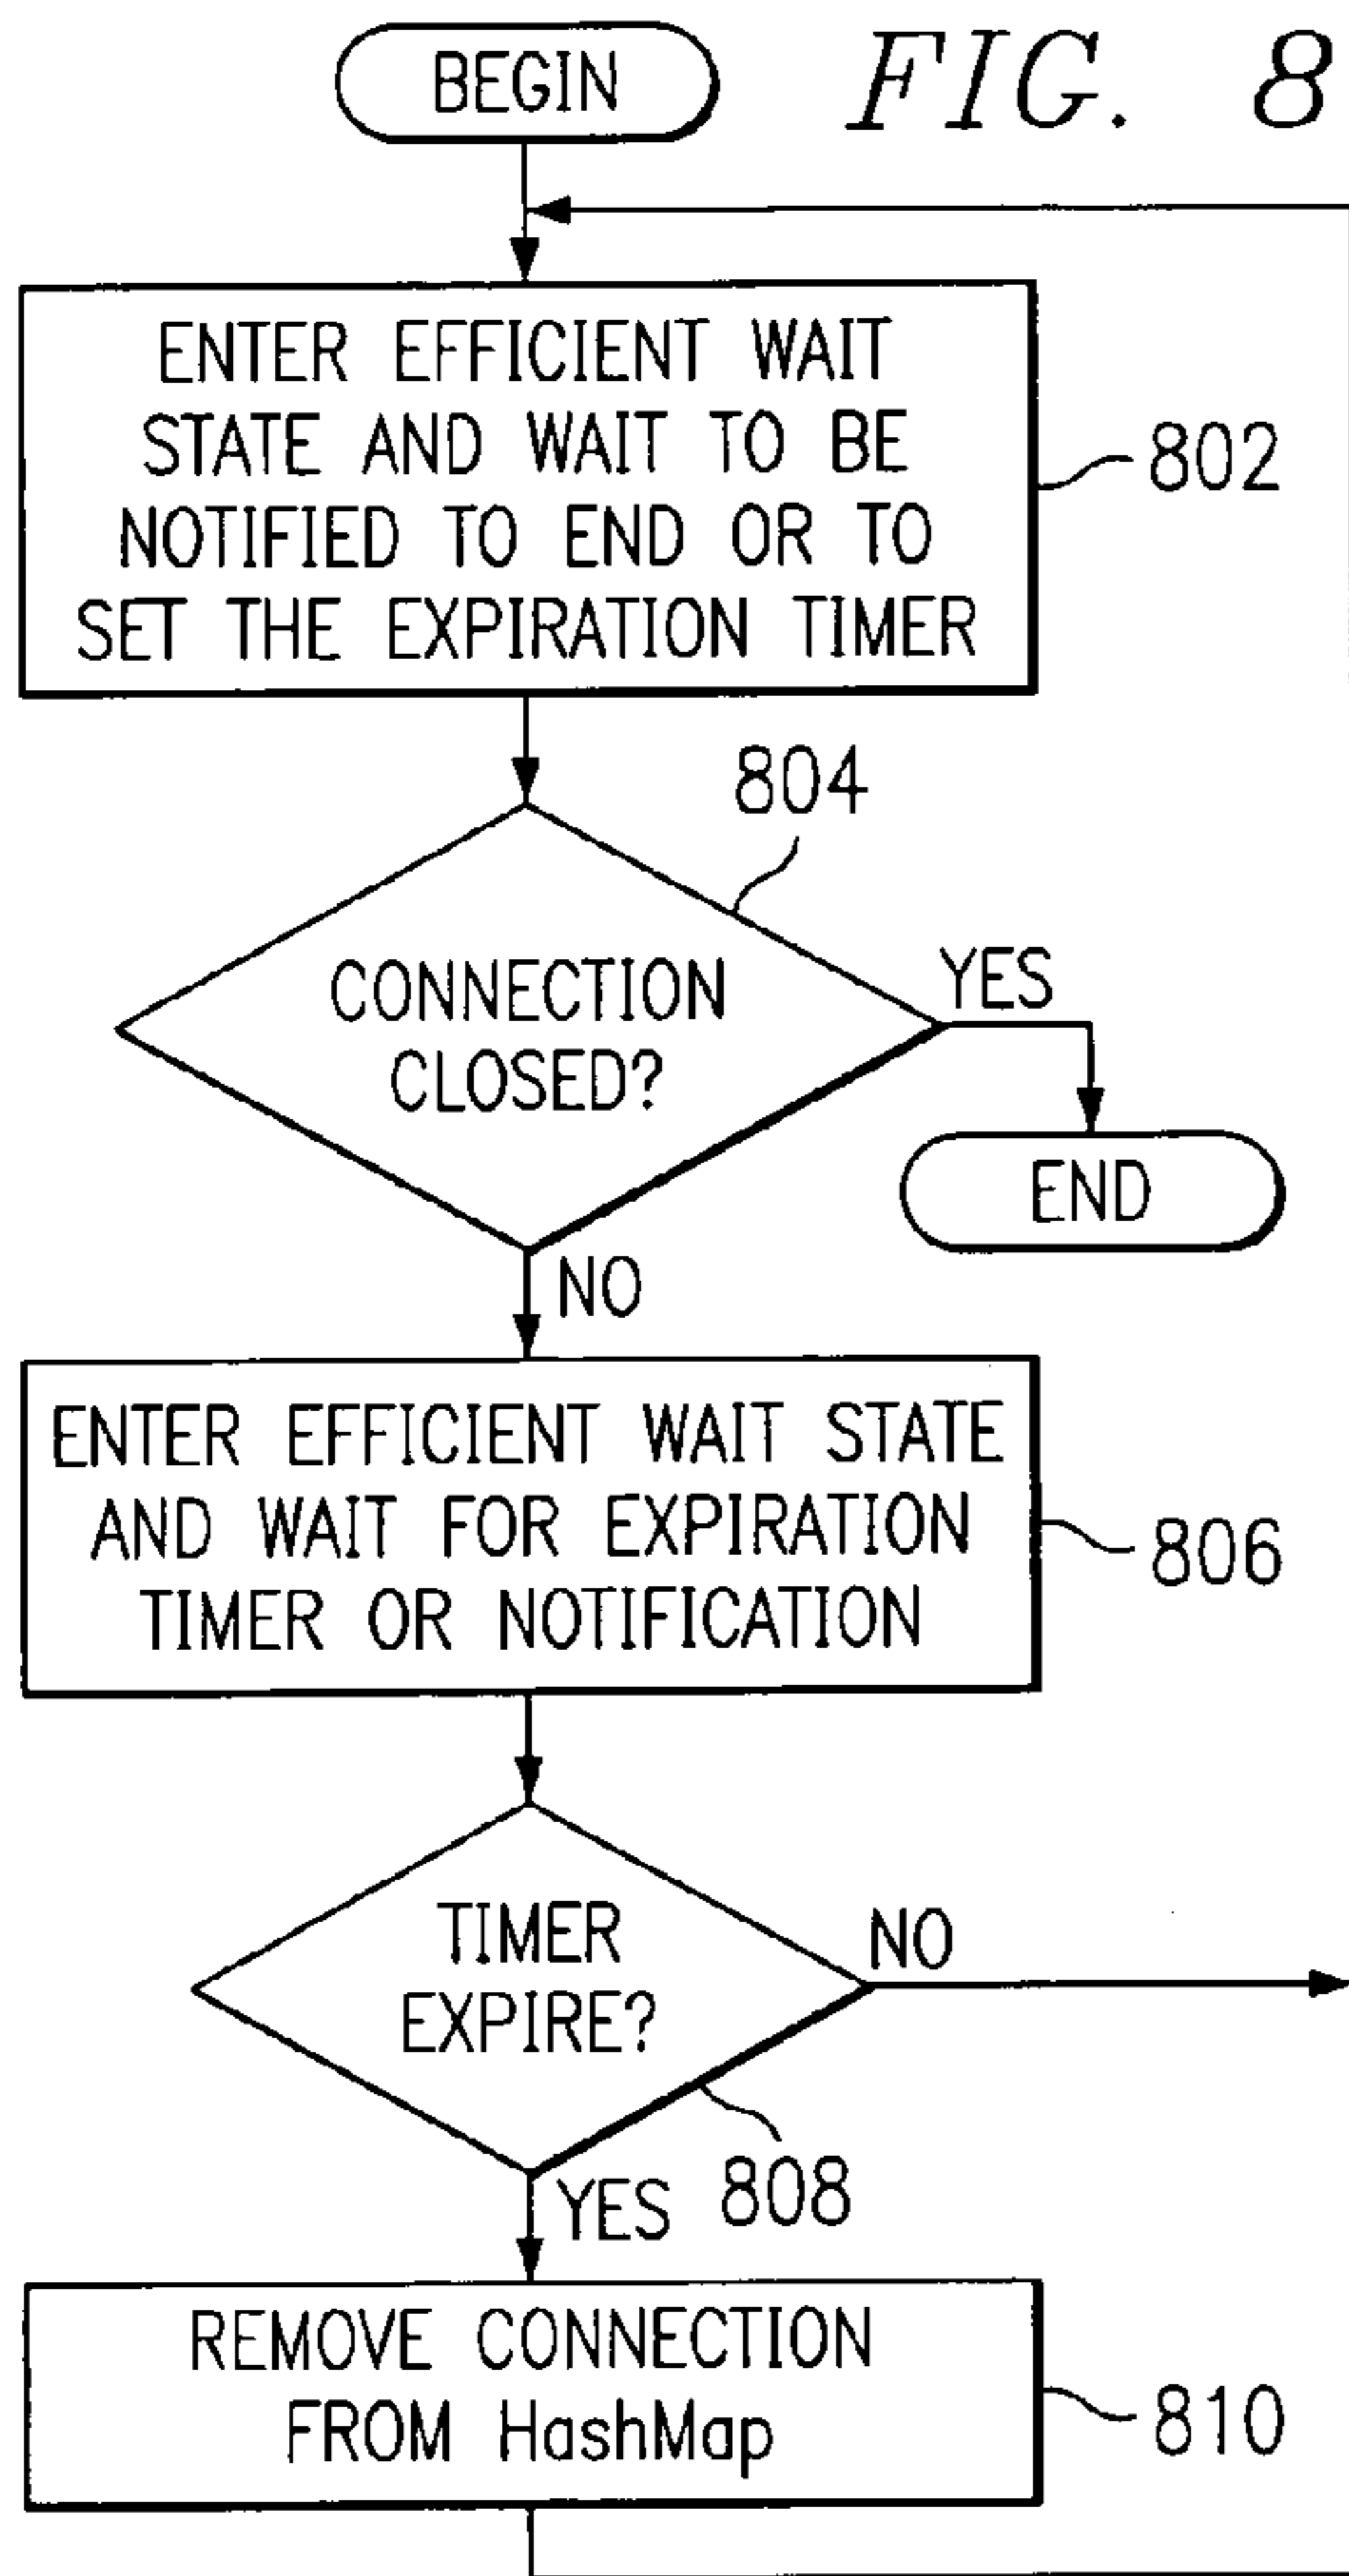 BEGIN
FIG. 8
ENTER EFFICIENT WAIT
STATE AND WAIT TO BE
NOTIFIED TO END OR TO
SET THE EXPIRATION TIMER
802
804
CONNECTION
CLOSED?
YES
END
NO
ENTER EFFICIENT WAIT STATE
AND WAIT FOR EXPIRATION
TIMER OR NOTIFICATION
806
TIMER
EXPIRE?
NO
808
YES
REMOVE CONNECTION
FROM HashMap
810